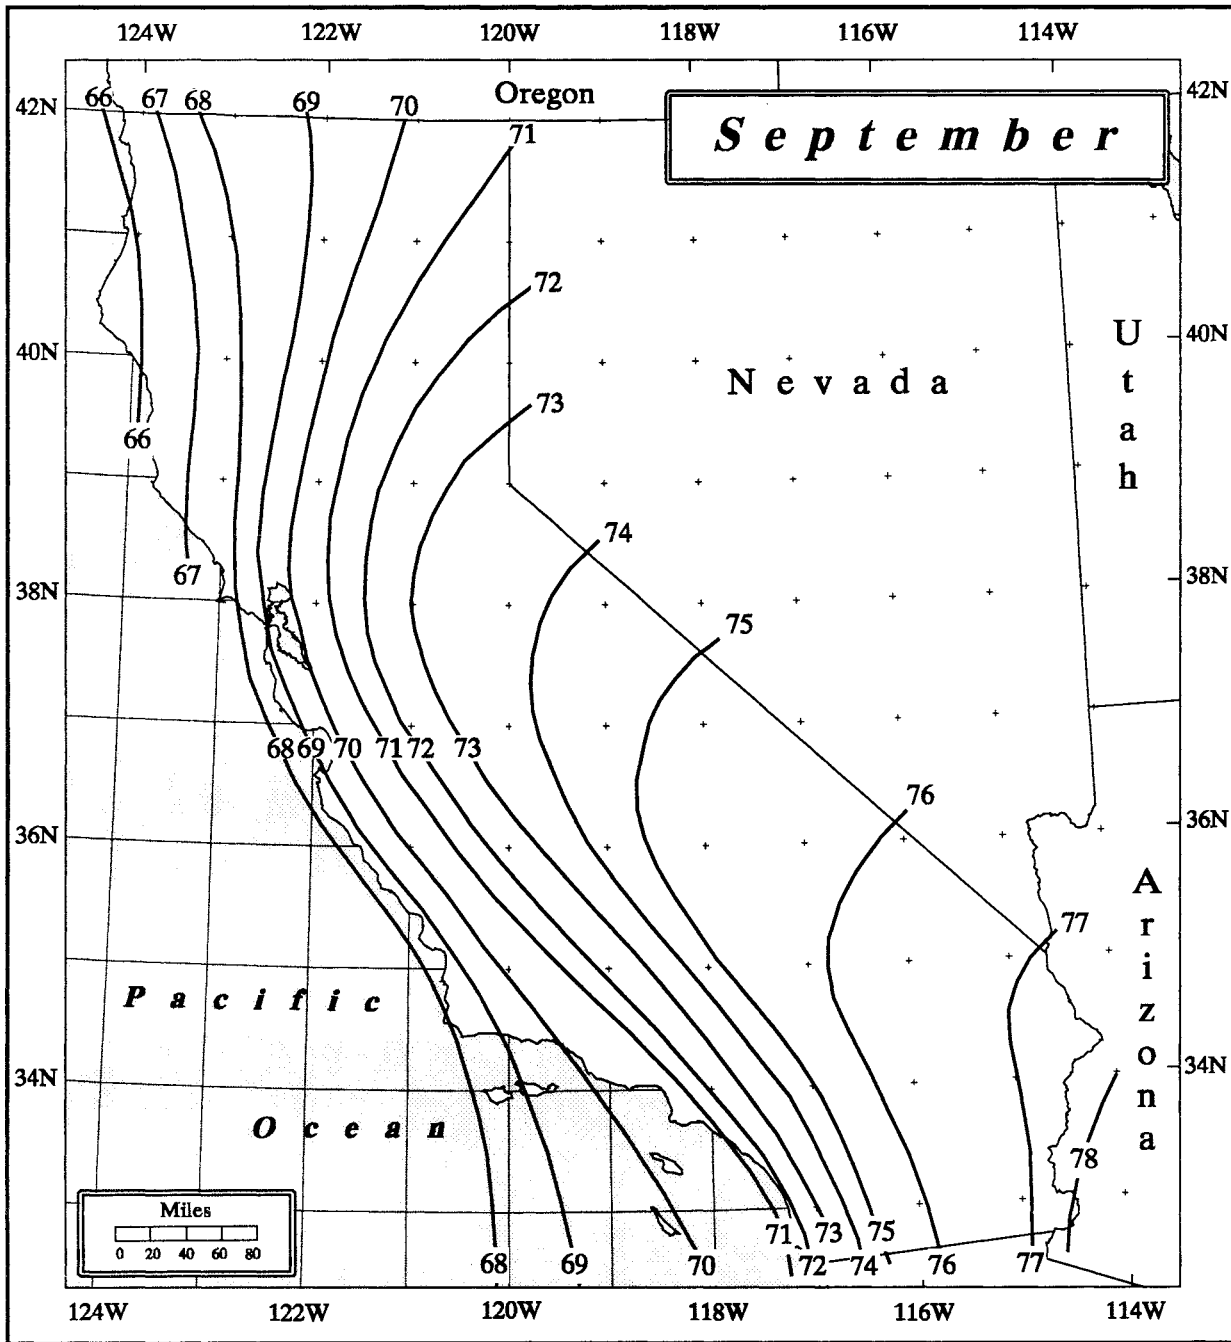 124W 122W 120W 118W 116W 114W
66 67 68 69 70 71
42N Oregon 42N
September
72
40N Utah 40N
Nevada
73
66
74
67
38N 38N
75
68 69 70 71 72 73
76
36N 36N
Arizona
77
Pacific
34N 34N
Ocean
78
Miles
0 20 40 60 80
71 73 75
68 69 70 72 74 76 77
124W 122W 120W 118W 116W 114W